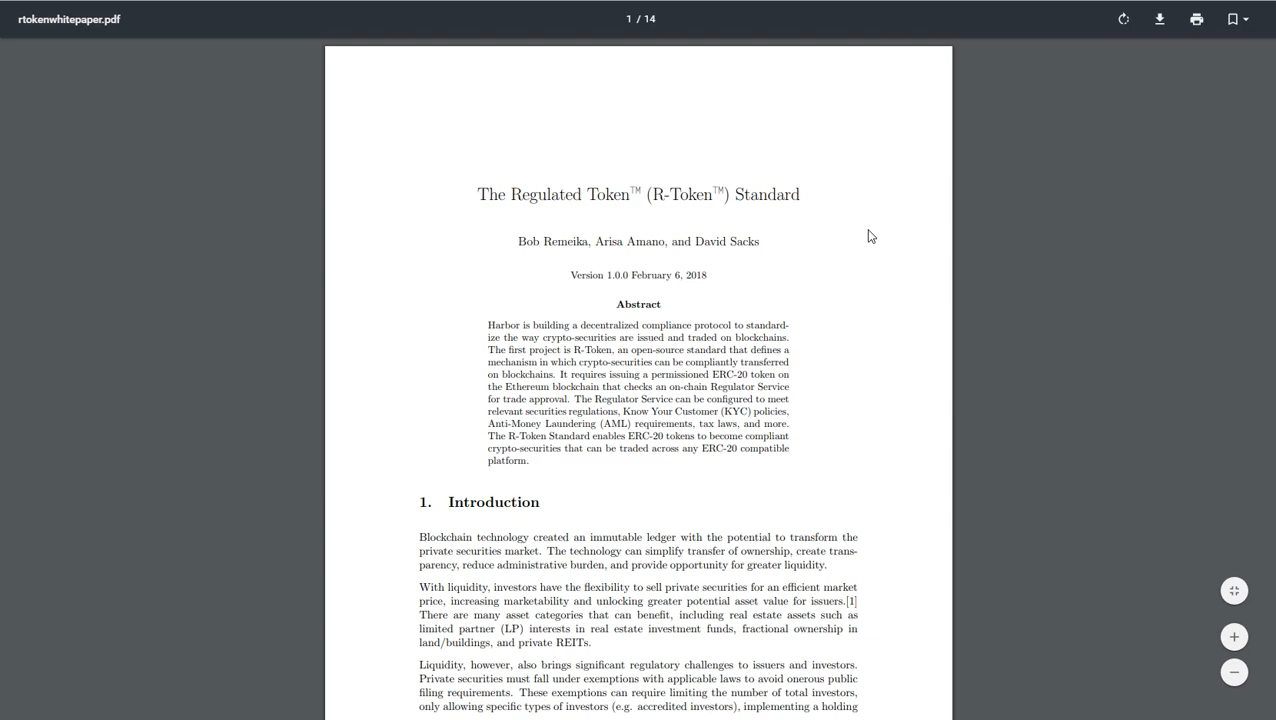 rtokenwhitepaper.pdf
1 / 14
The Regulated Token™ (R-Token™) Standard
Bob Remeika, Arisa Amano, and David Sacks
Version 1.0.0 February 6, 2018
Abstract
Harbor is building a decentralized compliance protocol to standard-
ize the way crypto-securities are issued and traded on blockchains.
The first project is R-Token, an open-source standard that defines a
mechanism in which crypto-securities can be compliantly transferred
on blockchains. It requires issuing a permissioned ERC-20 token on
the Ethereum blockchain that checks an on-chain Regulator Service
for trade approval. The Regulator Service can be configured to meet
relevant securities regulations, Know Your Customer (KYC) policies,
Anti-Money Laundering (AML) requirements, tax laws, and more.
The R-Token Standard enables ERC-20 tokens to become compliant
crypto-securities that can be traded across any ERC-20 compatible
platform.
1. Introduction
Blockchain technology created an immutable ledger with the potential to transform the
private securities market. The technology can simplify transfer of ownership, create trans-
parency, reduce administrative burden, and provide opportunity for greater liquidity.
With liquidity, investors have the flexibility to sell private securities for an efficient market
price, increasing marketability and unlocking greater potential asset value for issuers.[1]
There are many asset categories that can benefit, including real estate assets such as
limited partner (LP) interests in real estate investment funds, fractional ownership in
land/buildings, and private REITs.
Liquidity, however, also brings significant regulatory challenges to issuers and investors.
Private securities must fall under exemptions with applicable laws to avoid onerous public
filing requirements. These exemptions can require limiting the number of total investors,
only allowing specific types of investors (e.g. accredited investors), implementing a holding